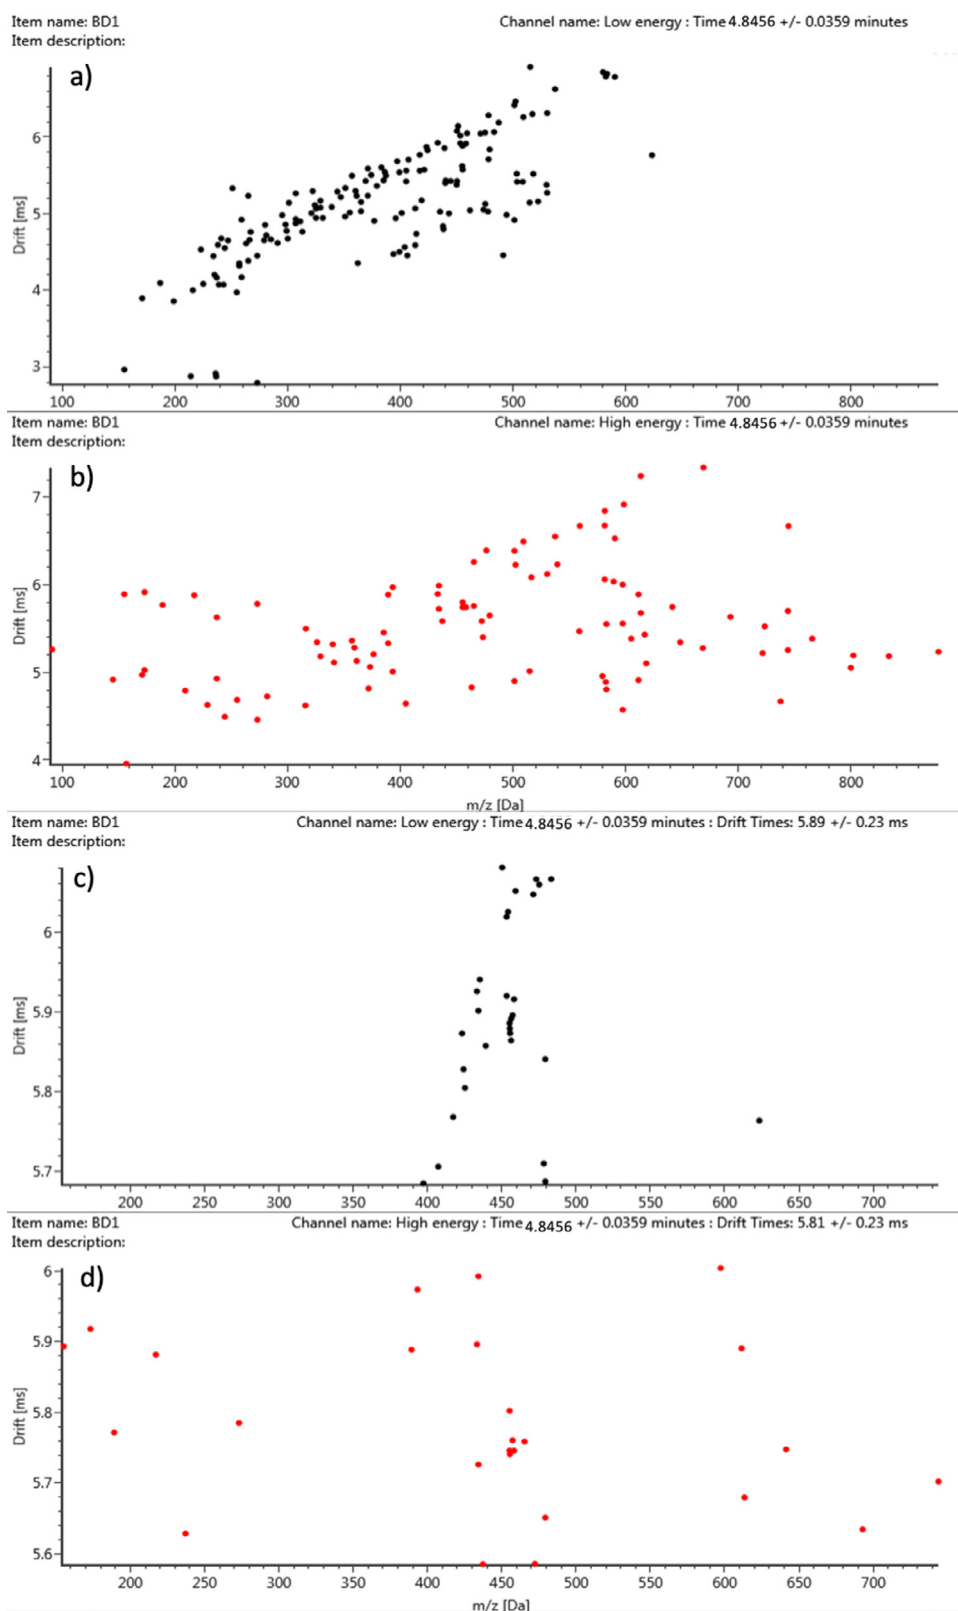 Item name: BD1
Channel name: Low energy : Time 4.8456 +/- 0.0359 minutes
Item description:
a)
6
5
4
3
Drift [ms]
100 200 300 400 500 600 700 800
Item name: BD1
Channel name: High energy : Time 4.8456 +/- 0.0359 minutes
Item description:
b)
7
6
5
4
Drift [ms]
100 200 300 400 500 600 700 800
m/z [Da]
Item name: BD1
Channel name: Low energy : Time 4.8456 +/- 0.0359 minutes : Drift Times: 5.89 +/- 0.23 ms
Item description:
c)
6
5.9
5.8
5.7
Drift [ms]
200 250 300 350 400 450 500 550 600 650 700
Item name: BD1
Channel name: High energy : Time 4.8456 +/- 0.0359 minutes : Drift Times: 5.81 +/- 0.23 ms
Item description:
d)
6
5.9
5.8
5.7
5.6
Drift [ms]
200 250 300 350 400 450 500 550 600 650 700
m/z [Da]